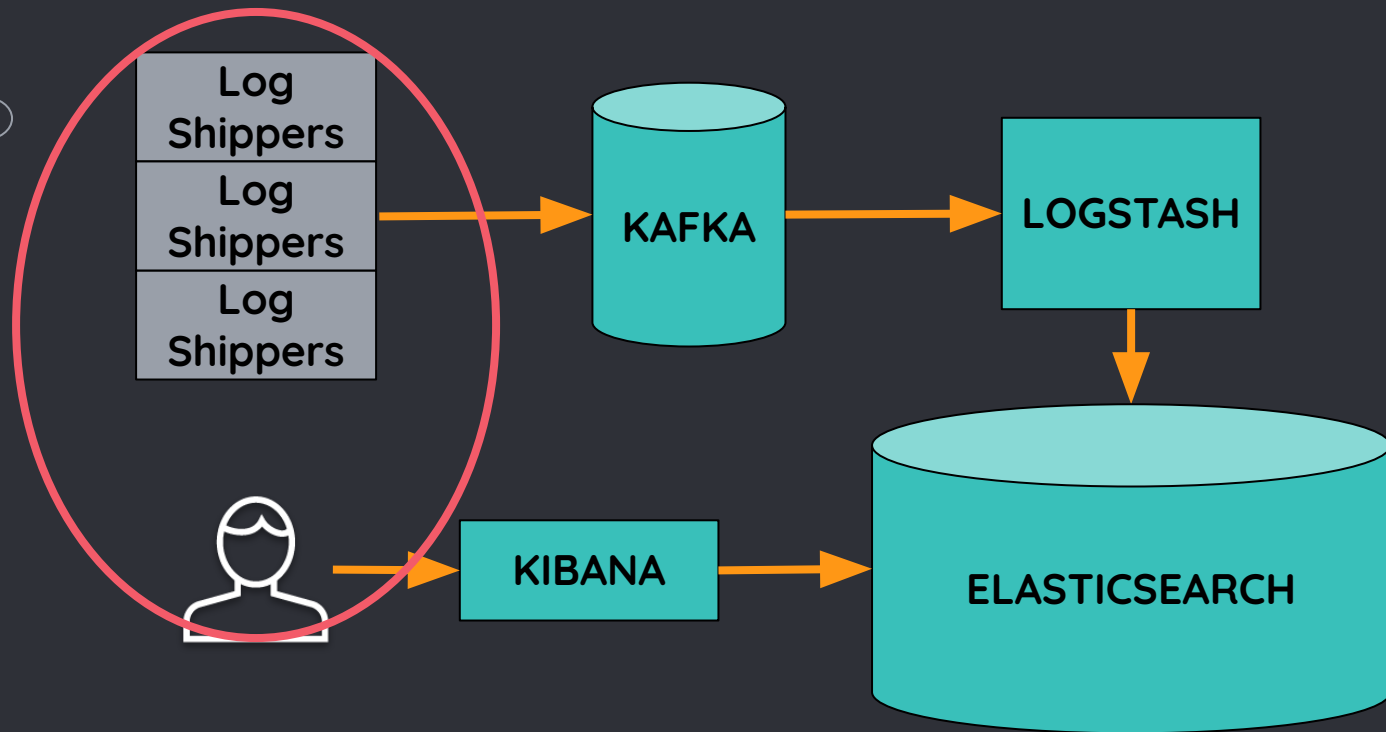 Log
Shippers
Log
Shippers
Log
Shippers
KAFKA
LOGSTASH
KIBANA
ELASTICSEARCH